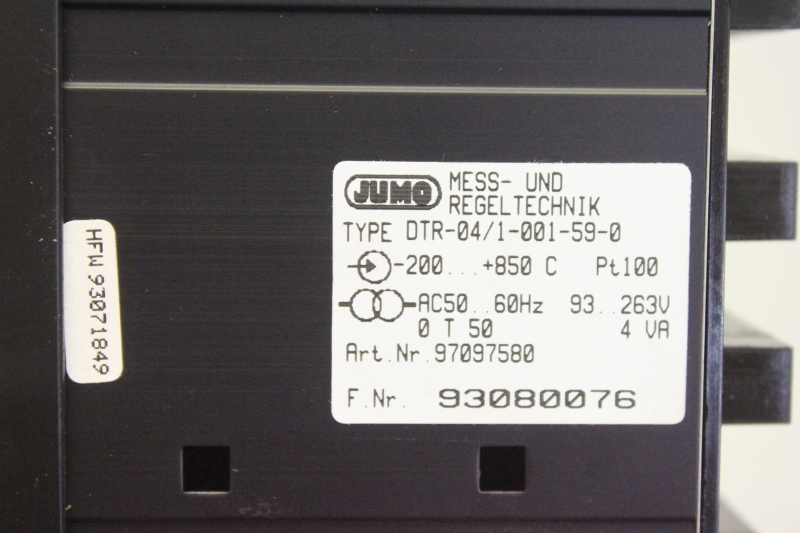 JUMO MESS- UND
REGELTECHNIK
TYPE DTR-04/1-001-59-0
-200...+850 C Pt100
AC50..60Hz 93..263V
0 T 50 4 VA
Art.Nr.97097580
F.Nr. 93080076
HFW 93071849